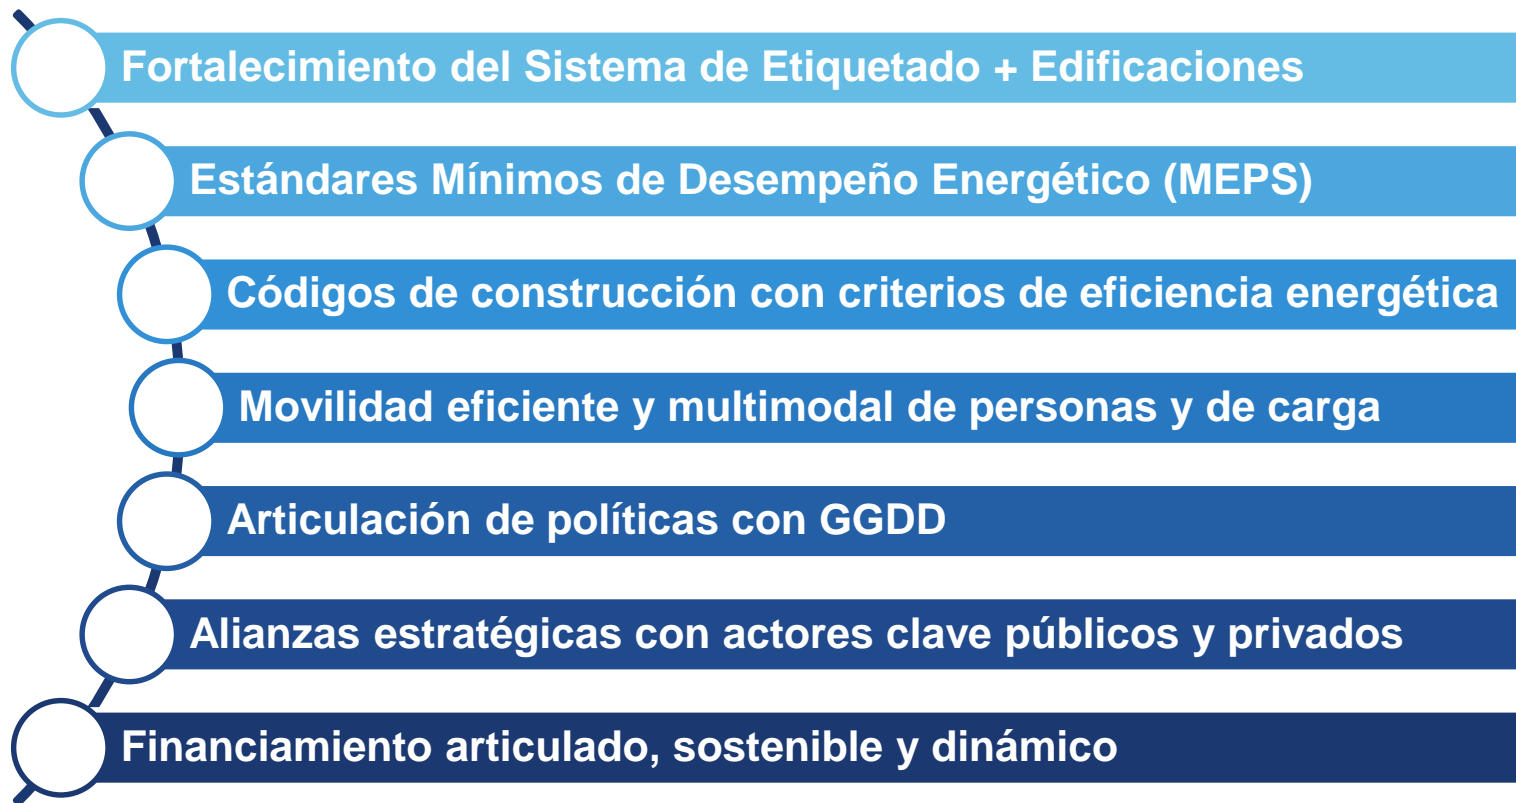 Fortalecimiento del Sistema de Etiquetado + Edificaciones
Estándares Mínimos de Desempeño Energético (MEPS)
Códigos de construcción con criterios de eficiencia energética
Movilidad eficiente y multimodal de personas y de carga
Articulación de políticas con GGDD
Alianzas estratégicas con actores clave públicos y privados
Financiamiento articulado, sostenible y dinámico